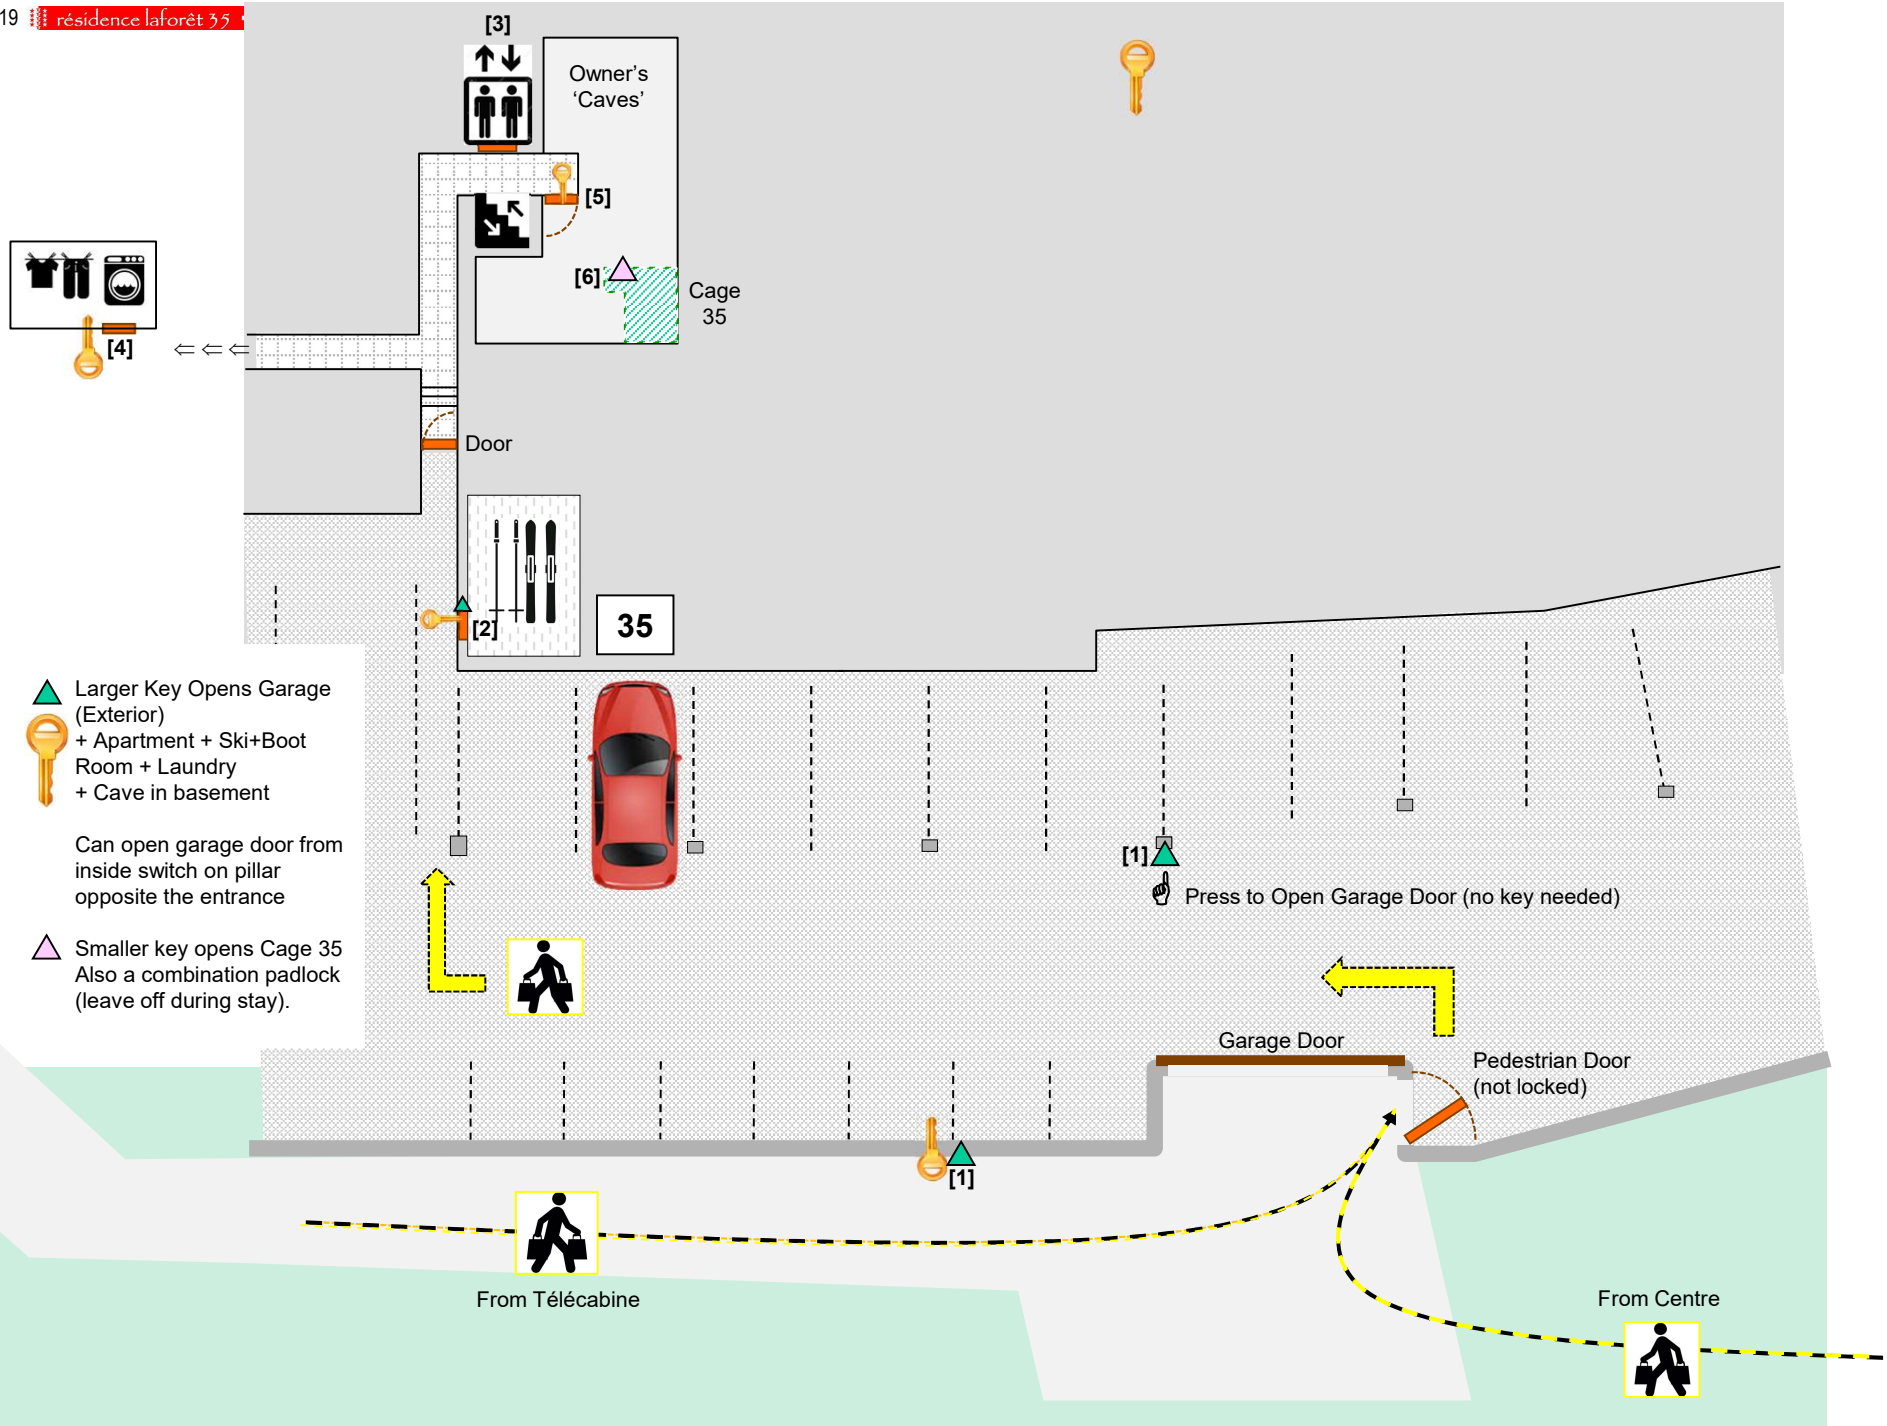 19 résidence laforêt 35
[3]
Owner's
'Caves'
[5]
[6]
Cage
35
[4]
⇐⇐⇐
Door
[2]
35
Larger Key Opens Garage
(Exterior)
+ Apartment + Ski+Boot
Room + Laundry
+ Cave in basement
Can open garage door from
inside switch on pillar
opposite the entrance
Smaller key opens Cage 35
Also a combination padlock
(leave off during stay).
[1]
Press to Open Garage Door (no key needed)
Garage Door
Pedestrian Door
(not locked)
[1]
From Télécabine
From Centre